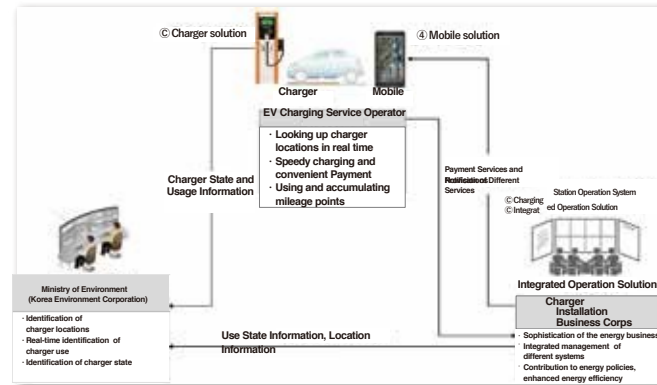 Ⓒ Charger solution
④ Mobile solution
Charger
Mobile
EV Charging Service Operator
· Looking up charger
locations in real time
· Speedy charging and
convenient Payment
· Using and accumulating
mileage points
Charger State and
Usage Information
Payment Services and
of Different
Services
Station Operation System
Ⓒ Charging
ed Operation Solution
Ⓒ Integrat
Integrated Operation Solution
Ministry of Environment
(Korea Environment Corporation)
· Identification of
charger locations
· Real-time identification of
charger use
· Identification of charger state
Charger
Installation
Business Corps
· Sophistication of the energy business
· Integrated management of
different systems
· Contribution to energy policies,
enhanced energy efficiency
Use State Information, Location
Information